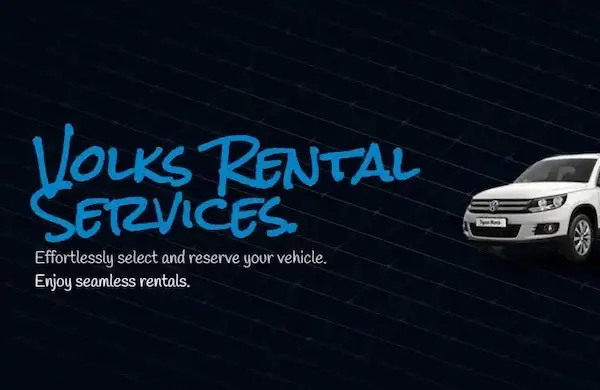 Volks Rental
Services.
Effortlessly select and reserve your vehicle.
Enjoy seamless rentals.